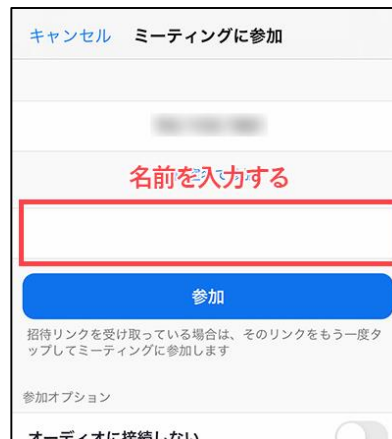 キャンセル ミーティングに参加
名前を入力する
参加
招待リンクを受け取っている場合は、そのリンクをもう一度タ
ップしてミーティングに参加します
参加オプション
オーディオに接続しない